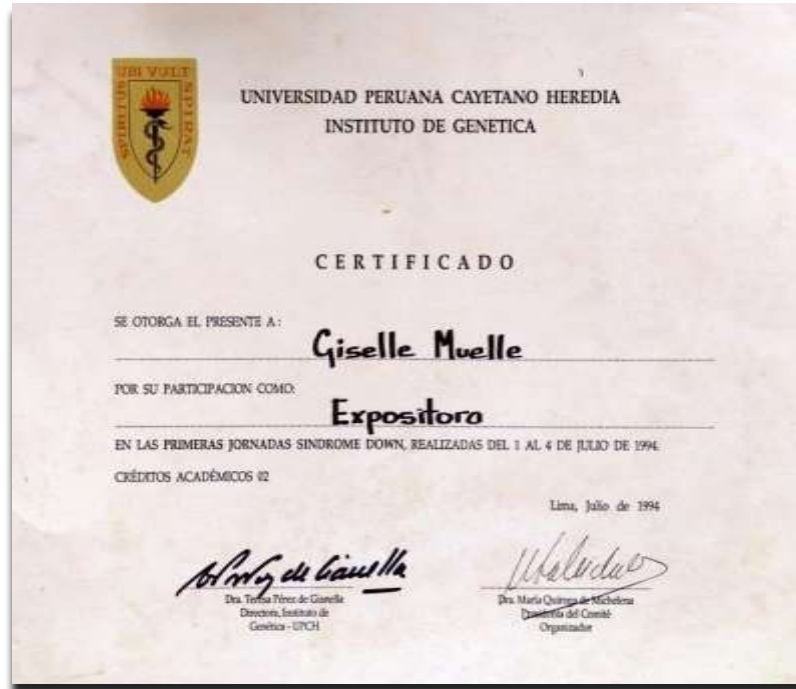 UBI VULT
SPIRITUS
SPIRAT
UNIVERSIDAD PERUANA CAYETANO HEREDIA
INSTITUTO DE GENETICA
CERTIFICADO
SE OTORGA EL PRESENTE A:
Giselle Muelle
POR SU PARTICIPACION COMO:
Expositora
EN LAS PRIMERAS JORNADAS SINDROME DOWN, REALIZADAS DEL 1 AL 4 DE JULIO DE 1994.
CRÉDITOS ACADÉMICOS 02
Lima, Julio de 1994
Dra. Teresa Pérez de Gianella
Directora, Instituto de
Genética - UPCH
Dra. María Quiroga de Michelena
Presidenta del Comité
Organizador